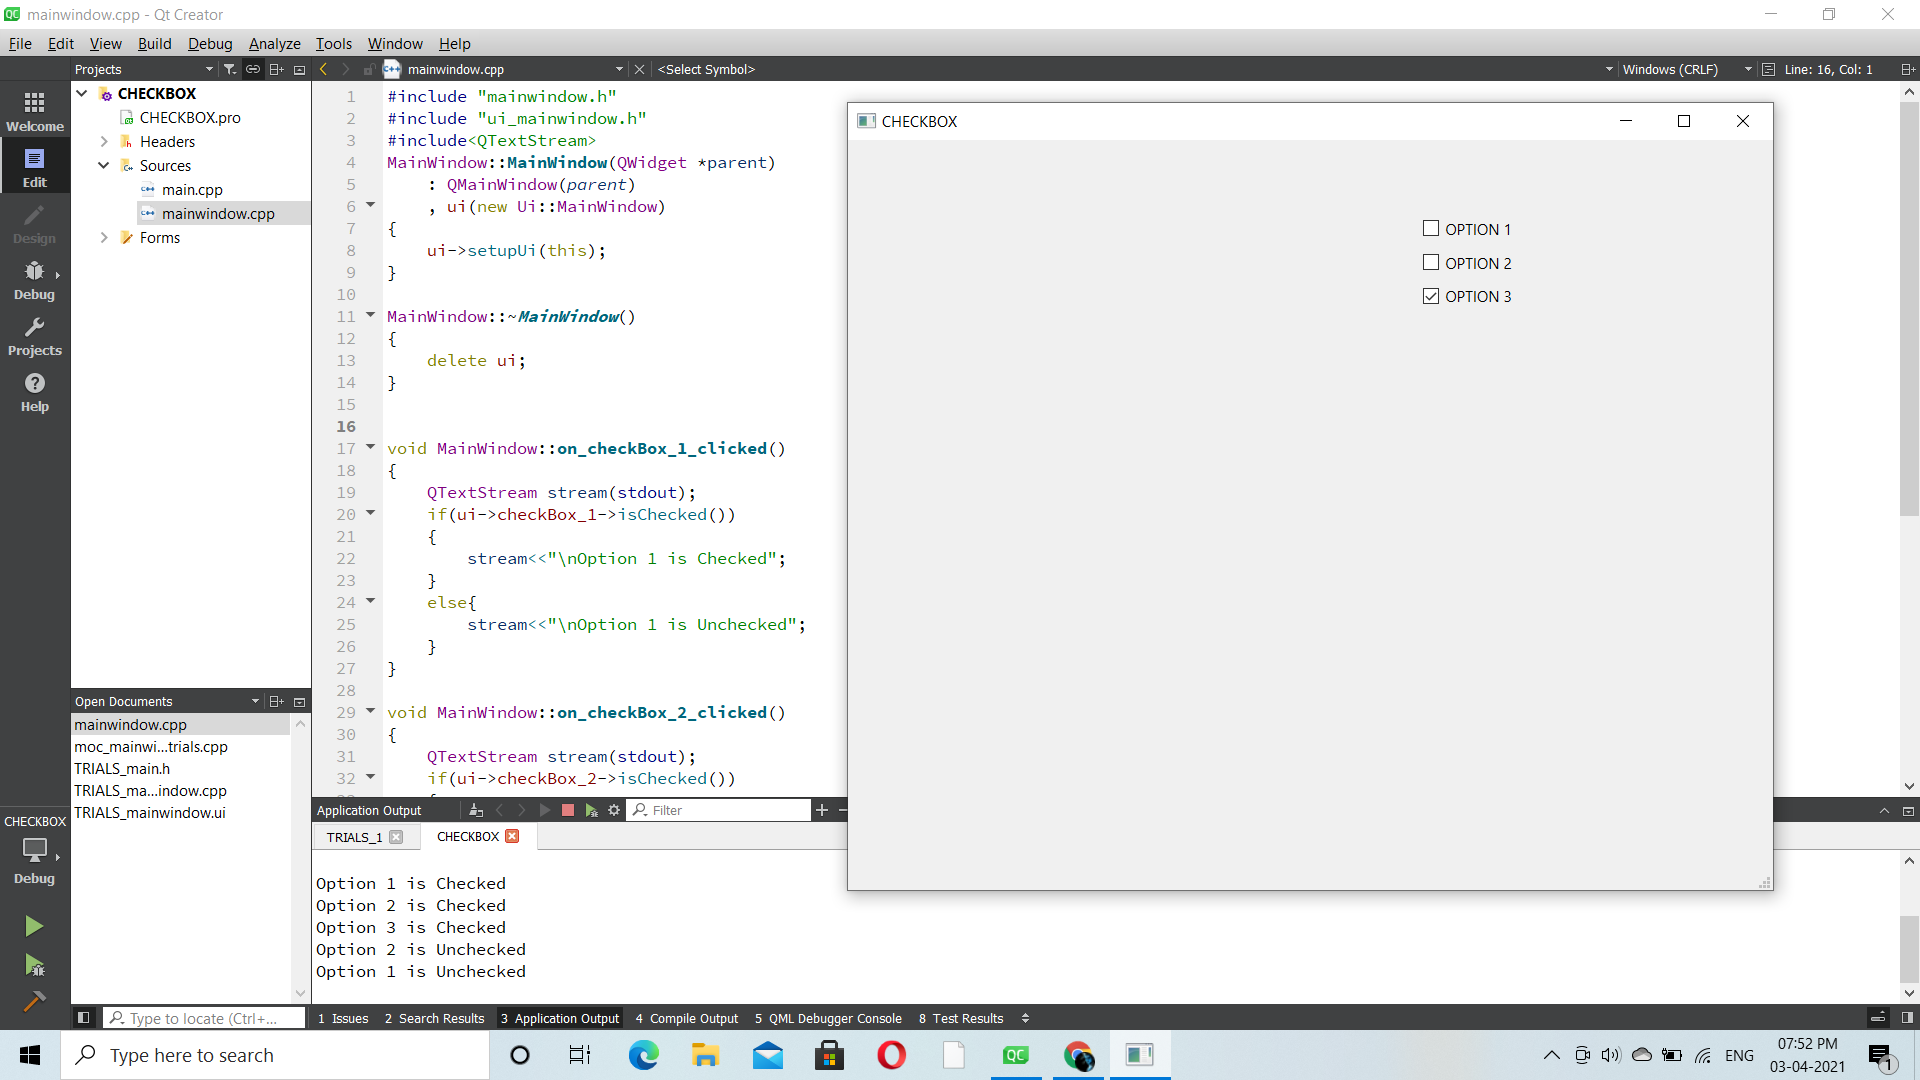 mainwindow.cpp - Qt Creator
File Edit View Build Debug Analyze Tools Window Help
Projects
mainwindow.cpp
<Select Symbol>
Windows (CRLF)
Line: 16, Col: 1
Welcome
Edit
Design
Debug
Projects
Help
CHECKBOX
CHECKBOX.pro
Headers
Sources
main.cpp
mainwindow.cpp
Forms
1 #include "mainwindow.h"
2 #include "ui_mainwindow.h"
3 #include<QTextStream>
4 MainWindow::MainWindow(QWidget *parent)
5 : QMainWindow(parent)
6 , ui(new Ui::MainWindow)
7 {
8 ui->setupUi(this);
9 }
10
11 MainWindow::~MainWindow()
12 {
13 delete ui;
14 }
15
16
17 void MainWindow::on_checkBox_1_clicked()
18 {
19 QTextStream stream(stdout);
20 if(ui->checkBox_1->isChecked())
21 {
22 stream<<"\nOption 1 is Checked";
23 }
24 else{
25 stream<<"\nOption 1 is Unchecked";
26 }
27 }
28
29 void MainWindow::on_checkBox_2_clicked()
30 {
31 QTextStream stream(stdout);
32 if(ui->checkBox_2->isChecked())
CHECKBOX
OPTION 1
OPTION 2
OPTION 3
Open Documents
mainwindow.cpp
moc_mainwi...trials.cpp
TRIALS_main.h
TRIALS_ma...indow.cpp
TRIALS_mainwindow.ui
CHECKBOX
Debug
Application Output
Filter
TRIALS_1
CHECKBOX
Option 1 is Checked
Option 2 is Checked
Option 3 is Checked
Option 2 is Unchecked
Option 1 is Unchecked
Type to locate (Ctrl+...
1 Issues 2 Search Results 3 Application Output 4 Compile Output 5 QML Debugger Console 8 Test Results
Type here to search
QC
ENG
07:52 PM
03-04-2021
1